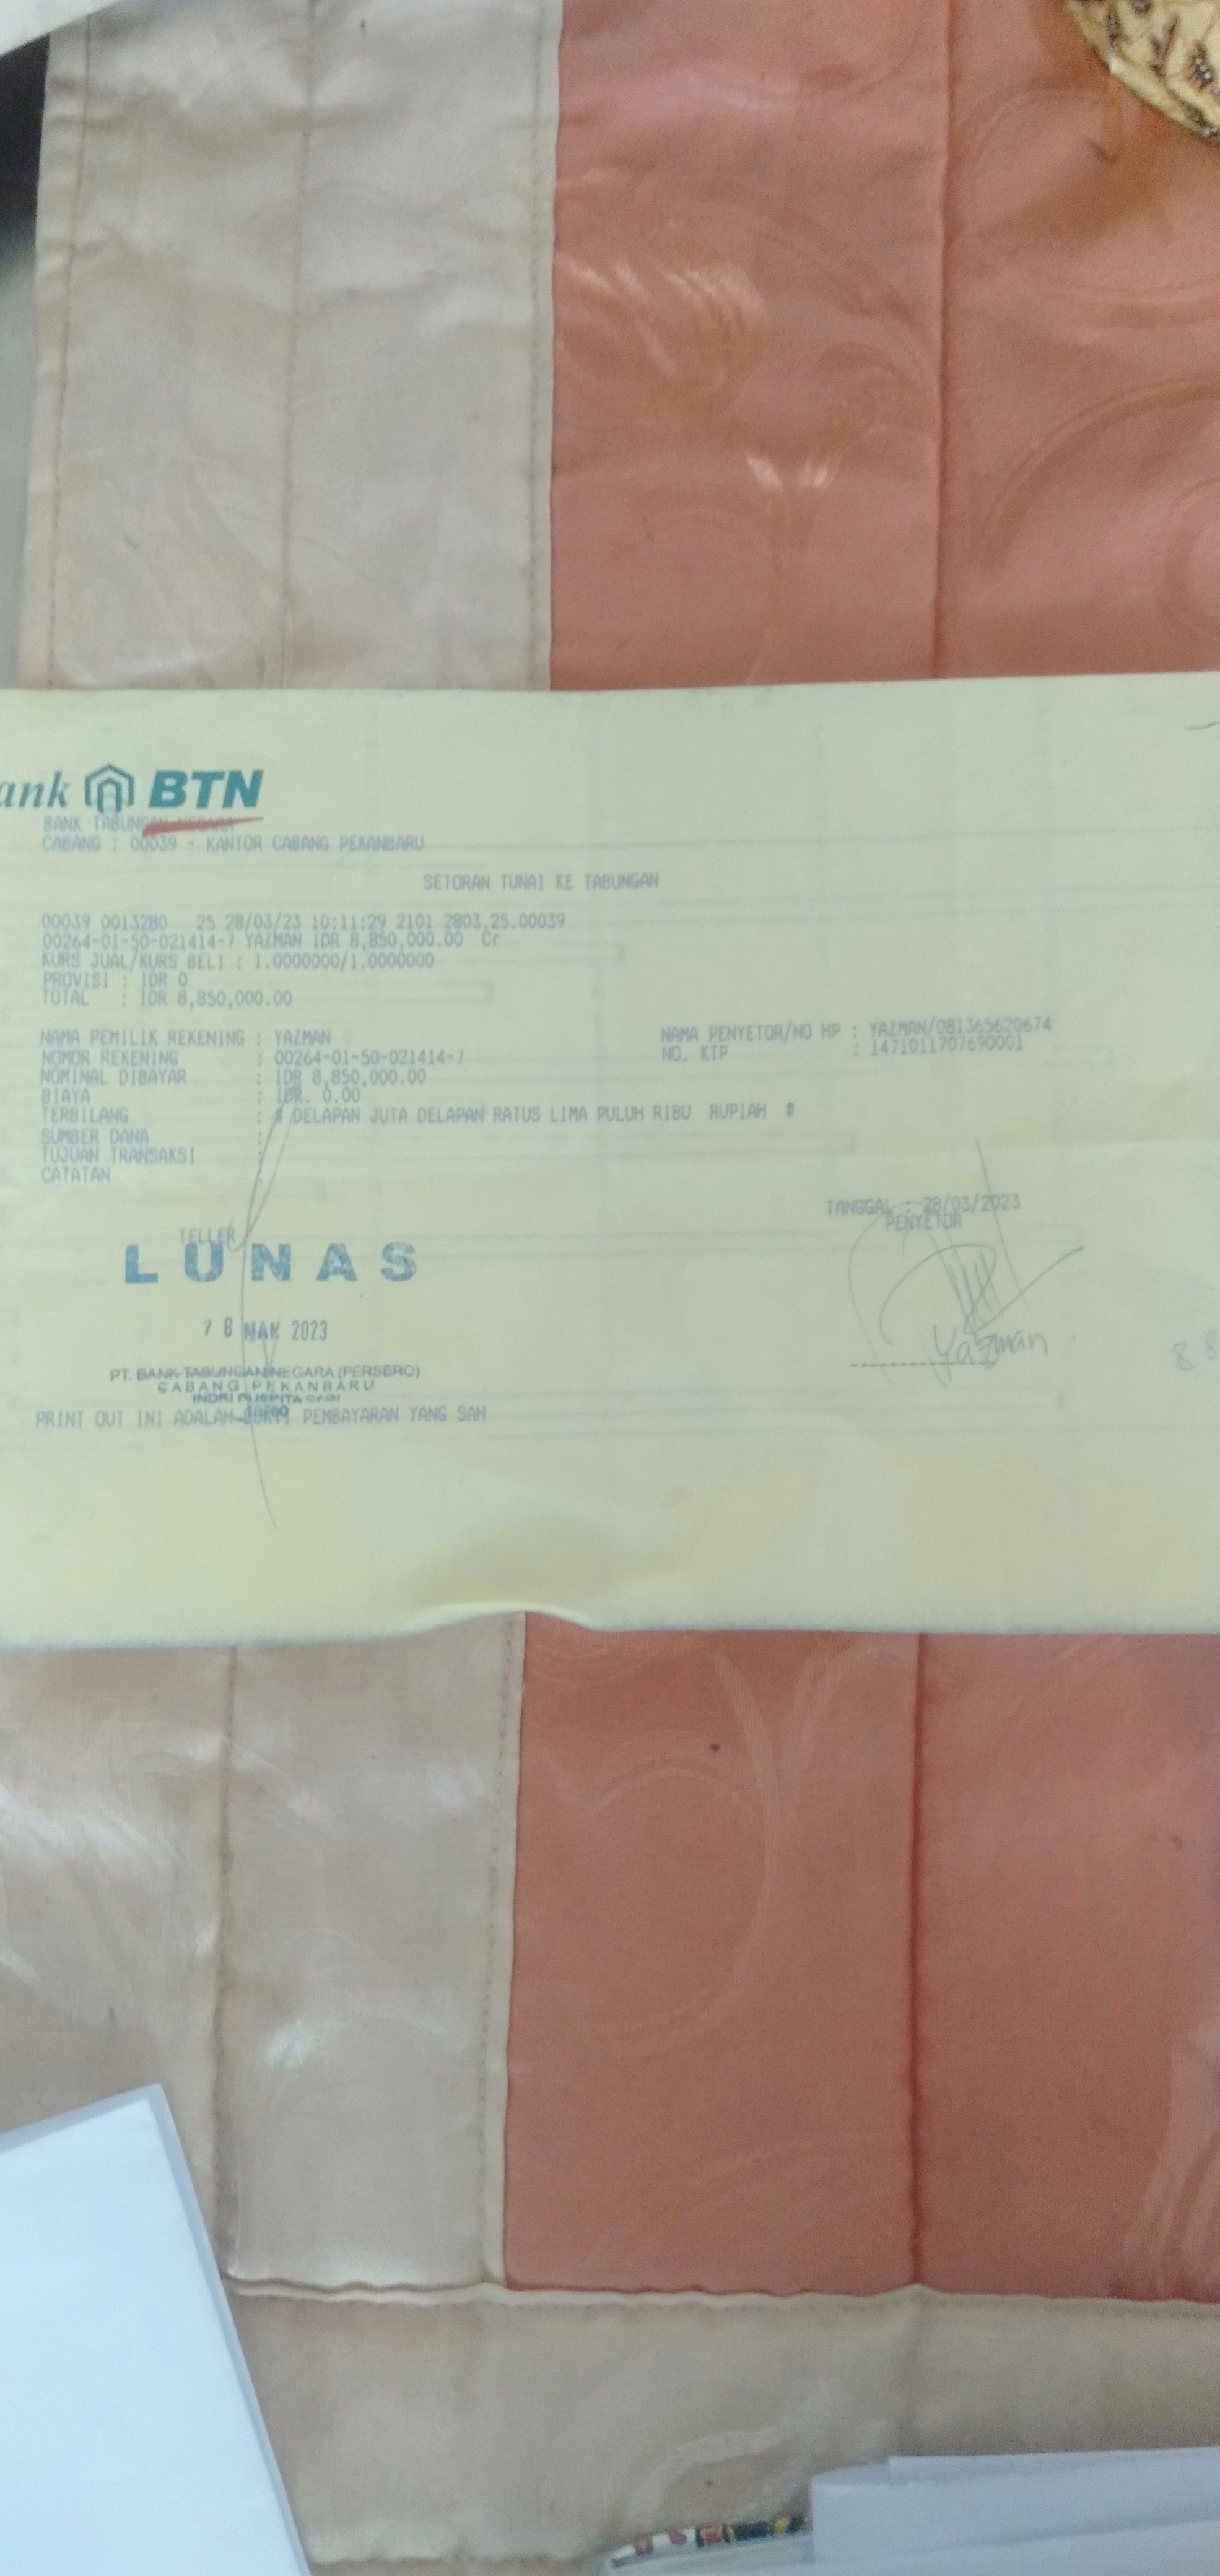 ank BTN
BANK TABUNGAN NEGARA
CABANG : 00039 - KANTOR CABANG PEKANBARU
SETORAN TUNAI KE TABUNGAN
00039 0013280 25 28/03/23 10:11:29 2101 2803.25.00039
00264-01-50-021414-7 YAZMAN IDR 8,850,000.00 Cr
KURS JUAL/KURS BELI : 1.0000000/1.0000000
PROVISI : IDR 0
TOTAL : IDR 8,850,000.00
NAMA PEMILIK REKENING : YAZMAN
NOMOR REKENING : 00264-01-50-021414-7
NOMINAL DIBAYAR : IDR 8,850,000.00
BIAYA : IDR. 0.00
TERBILANG : # DELAPAN JUTA DELAPAN RATUS LIMA PULUH RIBU RUPIAH #
SUMBER DANA :
TUJUAN TRANSAKSI :
CATATAN :
NAMA PENYETOR/NO HP : YAZMAN/081365620674
NO. KTP : 1471011707690001
TANGGAL : 28/03/2023
PENYETOR
Yazman
TELLER
LUNAS
28 MAR 2023
PT. BANK TABUNGAN NEGARA (PERSERO)
CABANG PEKANBARU
INDRI PUSPITA SARI
PRINT OUT INI ADALAH BUKTI PEMBAYARAN YANG SAH